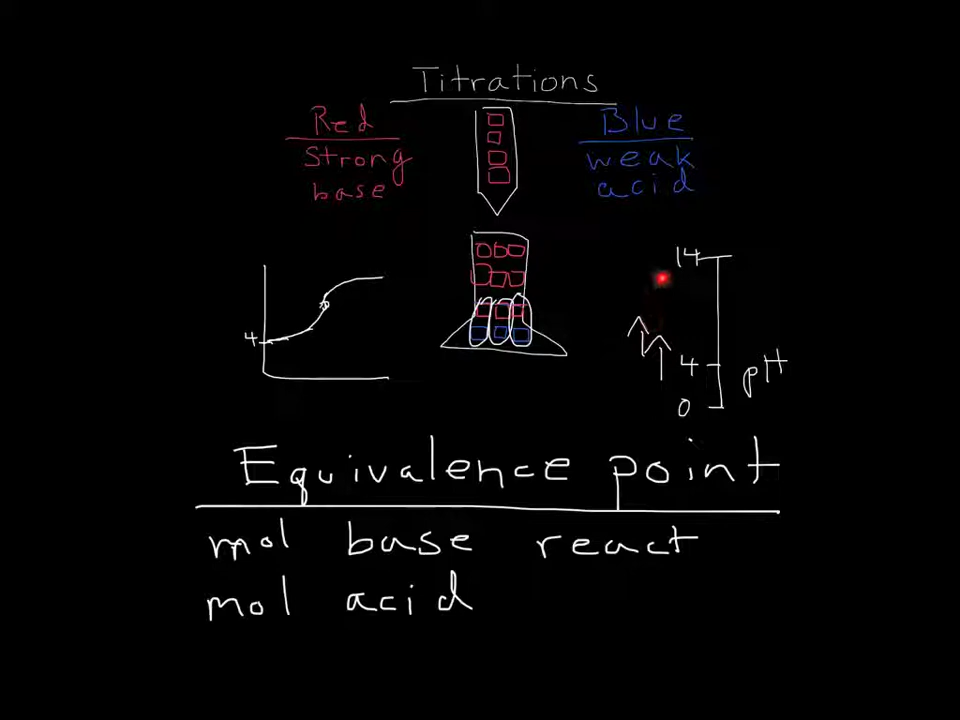 Titrations
Red
Strong
base
Blue
weak
acid
14
4
4
pH
0
Equivalence point
mol base react
mol acid